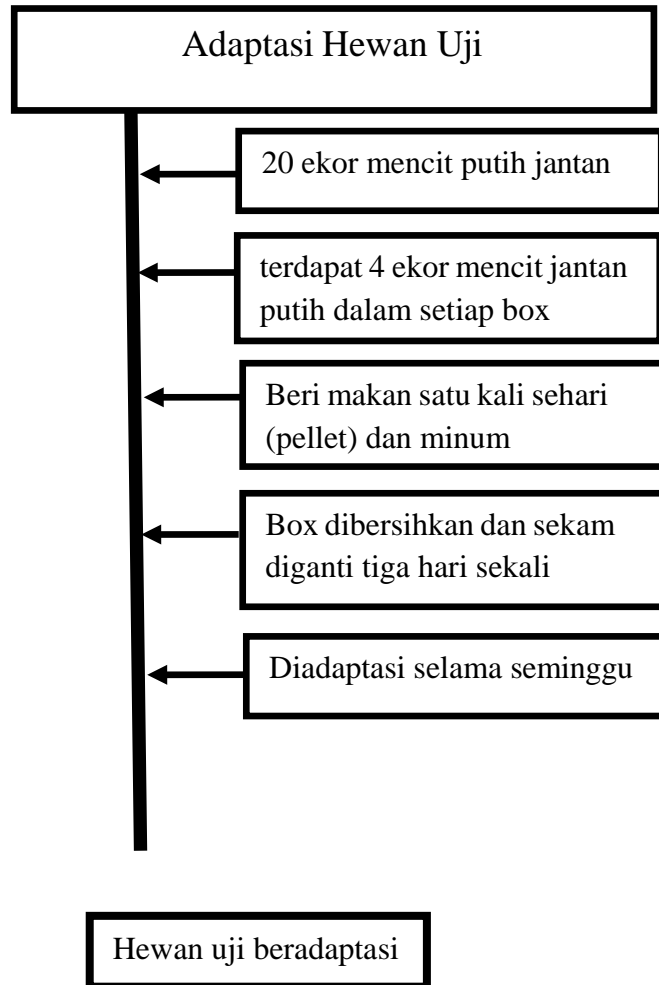 Adaptasi Hewan Uji
20 ekor mencit putih jantan
terdapat 4 ekor mencit jantan
putih dalam setiap box
Beri makan satu kali sehari
(pellet) dan minum
Box dibersihkan dan sekam
diganti tiga hari sekali
Diadaptasi selama seminggu
Hewan uji beradaptasi